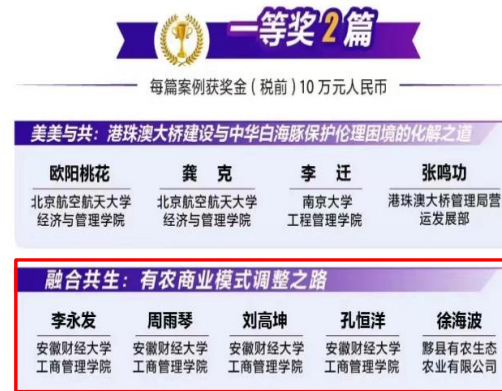 一等奖2篇
每篇案例获奖金（税前）10万元人民币
美美与共：港珠澳大桥建设与中华白海豚保护伦理困境的化解之道
欧阳桃花 龚 克 李 迁 张鸣功
北京航空航天大学 北京航空航天大学 南京大学 港珠澳大桥管理局营
经济与管理学院 经济与管理学院 工程管理学院 运发展部
融合共生：有农商业模式调整之路
李永发 周雨琴 刘高坤 孔恒洋 徐海波
安徽财经大学 安徽财经大学 安徽财经大学 安徽财经大学 黟县有农生态
工商管理学院 工商管理学院 工商管理学院 工商管理学院 农业有限公司